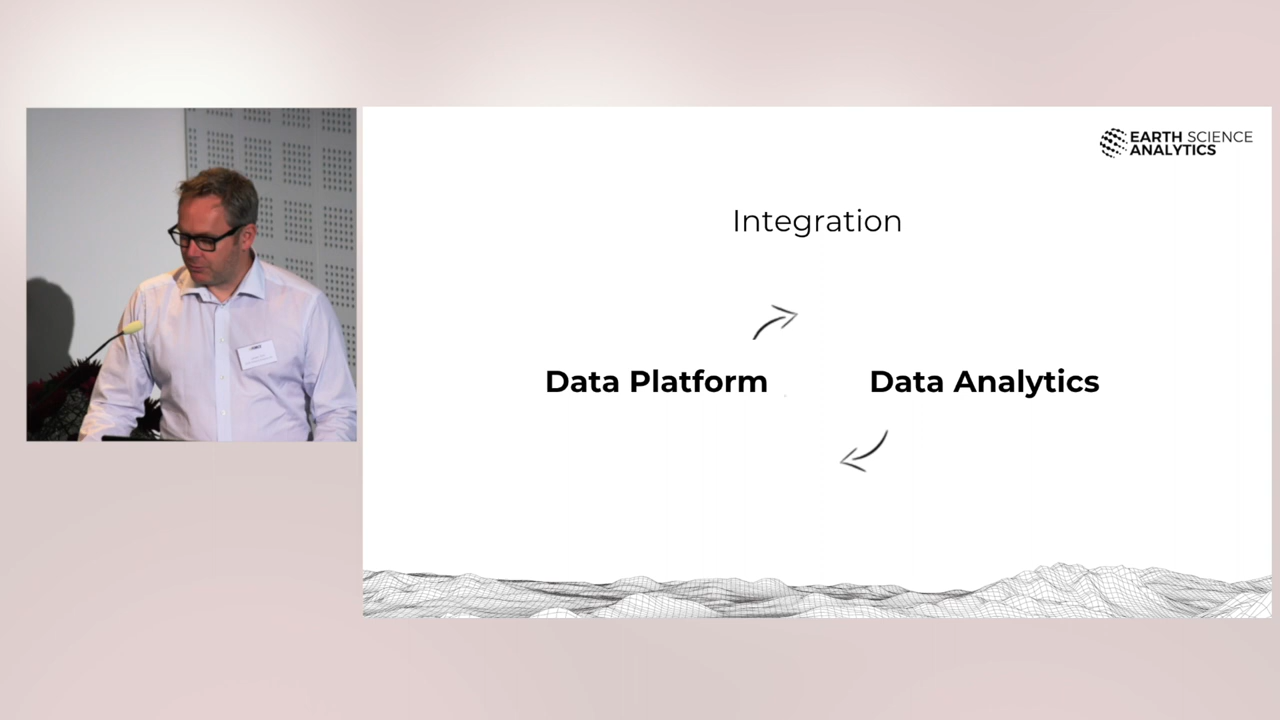 EARTH SCIENCE
ANALYTICS
Integration
Data Platform
Data Analytics